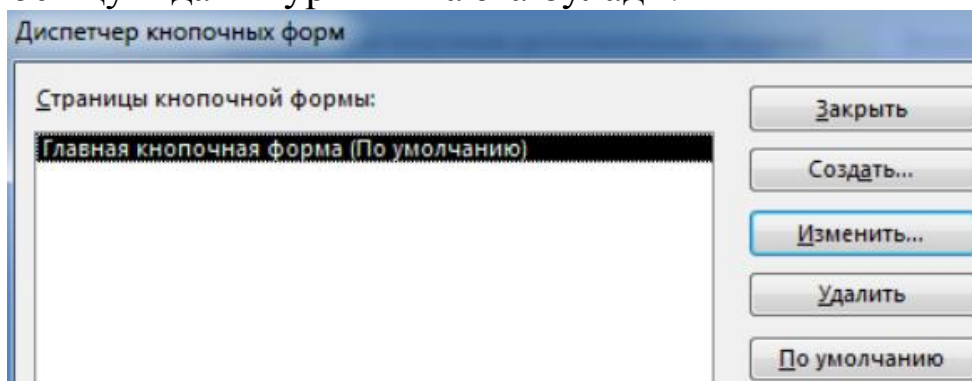 Диспетчер кнопочных форм
Страницы кнопочной формы:
Главная кнопочная форма (По умолчанию)
Закрыть
Создать...
Изменить...
Удалить
По умолчанию